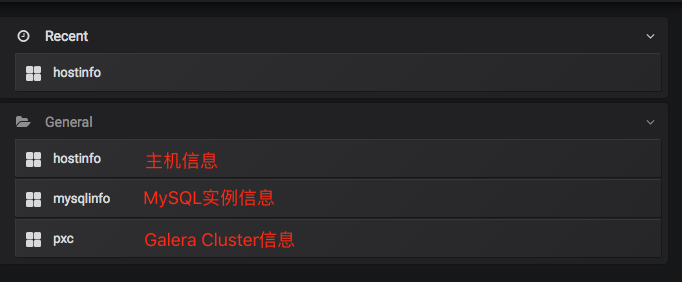 Recent
hostinfo
General
hostinfo 主机信息
mysqlinfo MySQL实例信息
pxc Galera Cluster信息